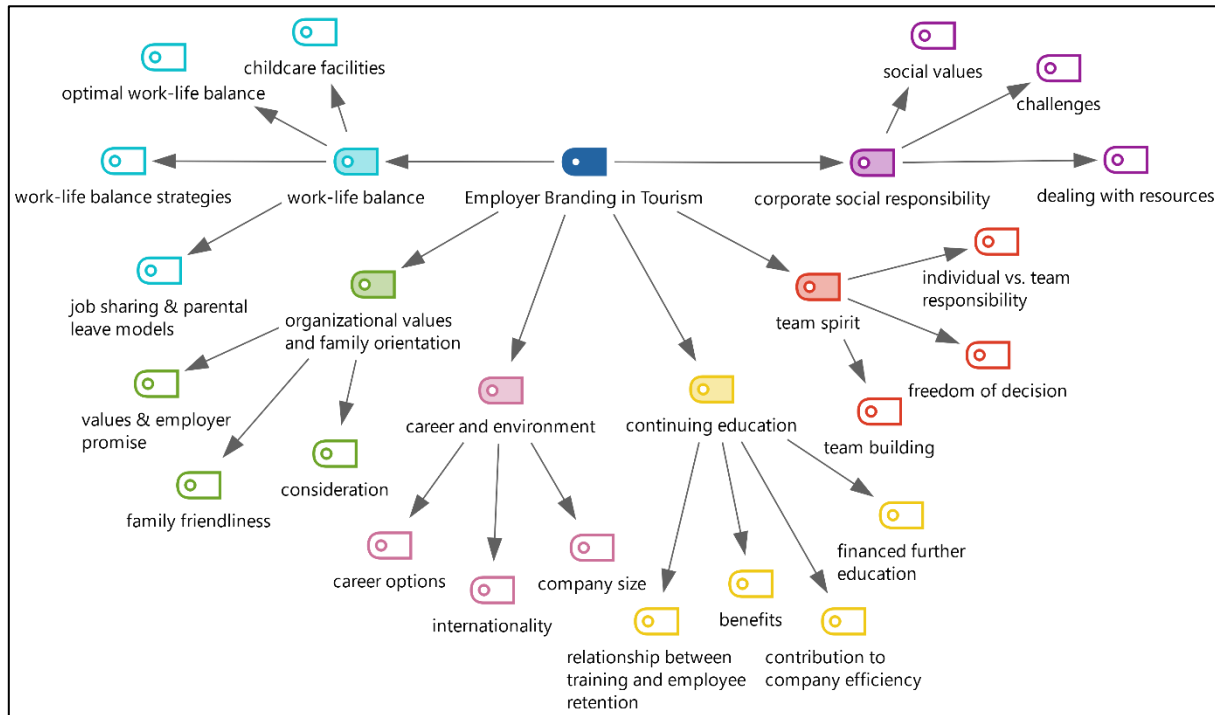 childcare facilities
optimal work-life balance
social values
challenges
work-life balance strategies
work-life balance
Employer Branding in Tourism
corporate social responsibility
dealing with resources
job sharing & parental
leave models
organizational values
and family orientation
team spirit
individual vs. team
responsibility
values & employer
promise
career and environment
continuing education
freedom of decision
team building
family friendliness
consideration
career options
internationality
company size
financed further
education
benefits
relationship between
training and employee
retention
contribution to
company efficiency